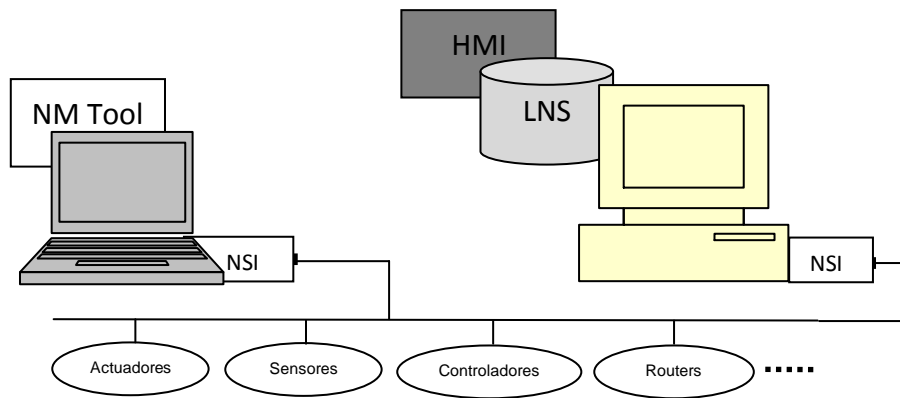 HMI
LNS
NM Tool
NSI
NSI
Actuadores
Sensores
Controladores
Routers